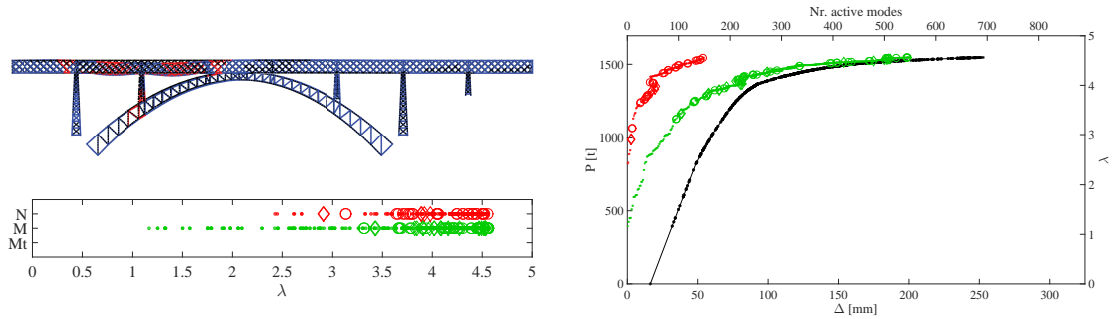 N
M
Mt
0 0.5 1 1.5 2 2.5 3 3.5 4 4.5 5
λ
Nr. active modes
0 100 200 300 400 500 600 700 800
1500
1000
500
0
P [t]
5
4
3
2
1
0
λ
0 50 100 150 200 250 300
Δ [mm]